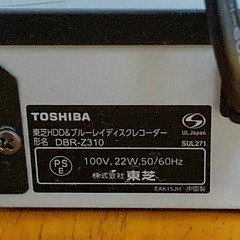 TOSHIBA
東芝HDD&ブルーレイディスクレコーダー
形名 DBR-Z310
UL Japan
SUL271
PS
E
100V, 22W, 50/60Hz
株式会社 東芝
EAK15JH 中国製